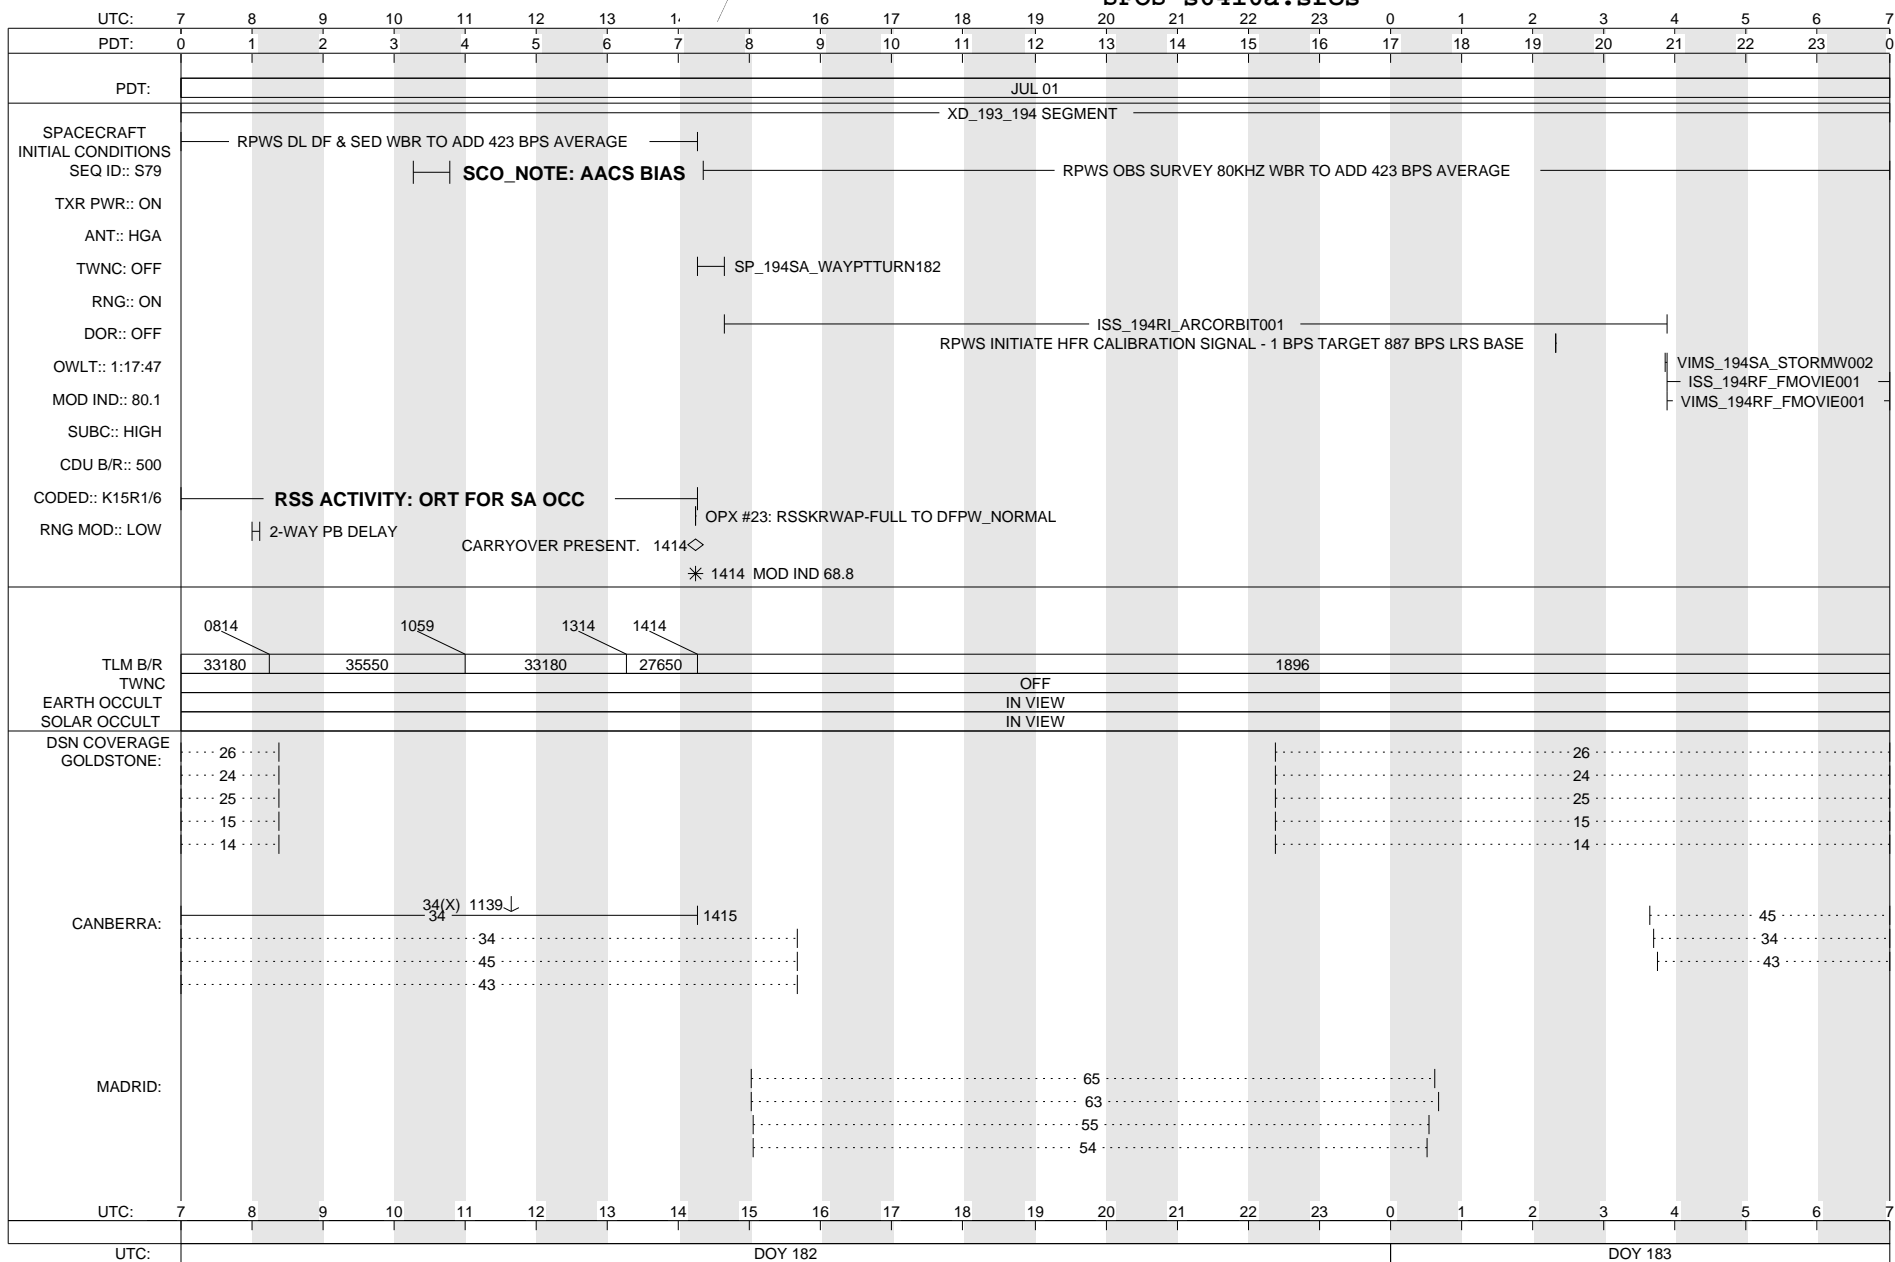 SFOS s0410a.sfos
UTC: 7 8 9 10 11 12 13 14 16 17 18 19 20 21 22 23 0 1 2 3 4 5 6 7
PDT: 0 1 2 3 4 5 6 7 8 9 10 11 12 13 14 15 16 17 18 19 20 21 22 23 0
PDT: JUL 01
XD_193_194 SEGMENT
SPACECRAFT
INITIAL CONDITIONS
RPWS DL DF & SED WBR TO ADD 423 BPS AVERAGE
SEQ ID:: S79
SCO_NOTE: AACS BIAS
RPWS OBS SURVEY 80KHZ WBR TO ADD 423 BPS AVERAGE
TXR PWR:: ON
ANT:: HGA
TWNC: OFF
SP_194SA_WAYPTTURN182
RNG:: ON
ISS_194RI_ARCORBIT001
DOR:: OFF
RPWS INITIATE HFR CALIBRATION SIGNAL - 1 BPS TARGET 887 BPS LRS BASE
OWLT:: 1:17:47
VIMS_194SA_STORMW002
ISS_194RF_FMOVIE001
MOD IND:: 80.1
VIMS_194RF_FMOVIE001
SUBC:: HIGH
CDU B/R:: 500
CODED:: K15R1/6
RSS ACTIVITY: ORT FOR SA OCC
OPX #23: RSSKRWAP-FULL TO DFPW_NORMAL
RNG MOD:: LOW
2-WAY PB DELAY
CARRYOVER PRESENT. 1414
1414 MOD IND 68.8
0814 1059 1314 1414
TLM B/R 33180 35550 33180 27650 1896
TWNC OFF
EARTH OCCULT IN VIEW
SOLAR OCCULT IN VIEW
DSN COVERAGE
GOLDSTONE:
26 26
24 24
25 25
15 15
14 14
34(X) 1139
CANBERRA: 34 1415 45
34 34
45 43
43
MADRID: 65
63
55
54
UTC: 7 8 9 10 11 12 13 14 15 16 17 18 19 20 21 22 23 0 1 2 3 4 5 6 7
UTC: DOY 182 DOY 183